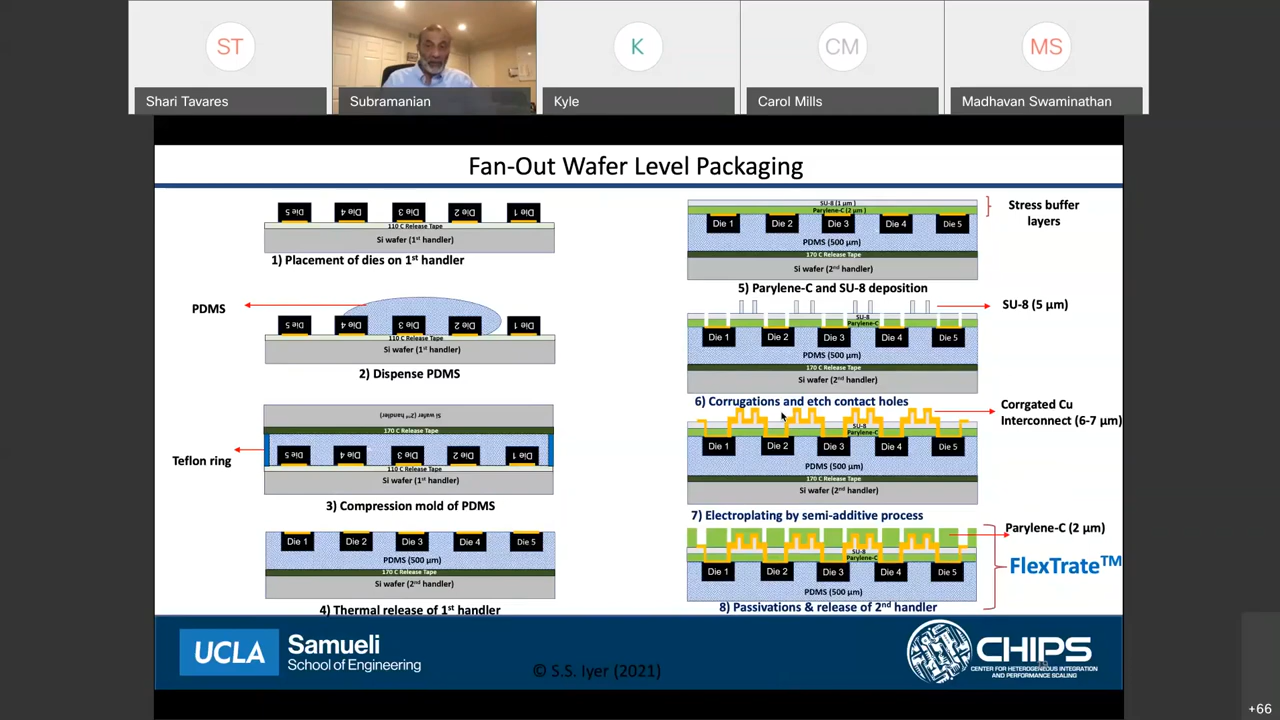 ST
K
CM
MS
Shari Tavares
Subramanian
Kyle
Carol Mills
Madhavan Swaminathan
Fan-Out Wafer Level Packaging
Die 5 Die 4 Die 3 Die 2 Die 1
110 C Release Tape
Si wafer (1st handler)
1) Placement of dies on 1st handler
PDMS
Die 5 Die 4 Die 3 Die 2 Die 1
110 C Release Tape
Si wafer (1st handler)
2) Dispense PDMS
Si wafer (2nd handler)
170 C Release Tape
Teflon ring
Die 5 Die 4 Die 3 Die 2 Die 1
110 C Release Tape
Si wafer (1st handler)
3) Compression mold of PDMS
Die 1 Die 2 Die 3 Die 4 Die 5
PDMS (500 μm)
170 C Release Tape
Si wafer (2nd handler)
4) Thermal release of 1st handler
SU-8 (1 μm)
Parylene-C (2 μm)
Stress buffer
layers
Die 1 Die 2 Die 3 Die 4 Die 5
PDMS (500 μm)
170 C Release Tape
Si wafer (2nd handler)
5) Parylene-C and SU-8 deposition
SU-8 (5 μm)
SU-8
Parylene-C
Die 1 Die 2 Die 3 Die 4 Die 5
PDMS (500 μm)
170 C Release Tape
Si wafer (2nd handler)
6) Corrugations and etch contact holes
Corrgated Cu
Interconnect (6-7 μm)
SU-8
Parylene-C
Die 1 Die 2 Die 3 Die 4 Die 5
PDMS (500 μm)
170 C Release Tape
Si wafer (2nd handler)
7) Electroplating by semi-additive process
Parylene-C (2 μm)
SU-8
Parylene-C
FlexTrateTM
Die 1 Die 2 Die 3 Die 4 Die 5
PDMS (500 μm)
8) Passivations & release of 2nd handler
UCLA
Samueli
School of Engineering
© S.S. Iyer (2021)
CHIPS
CENTER FOR HETEROGENEOUS INTEGRATION
AND PERFORMANCE SCALING
+66